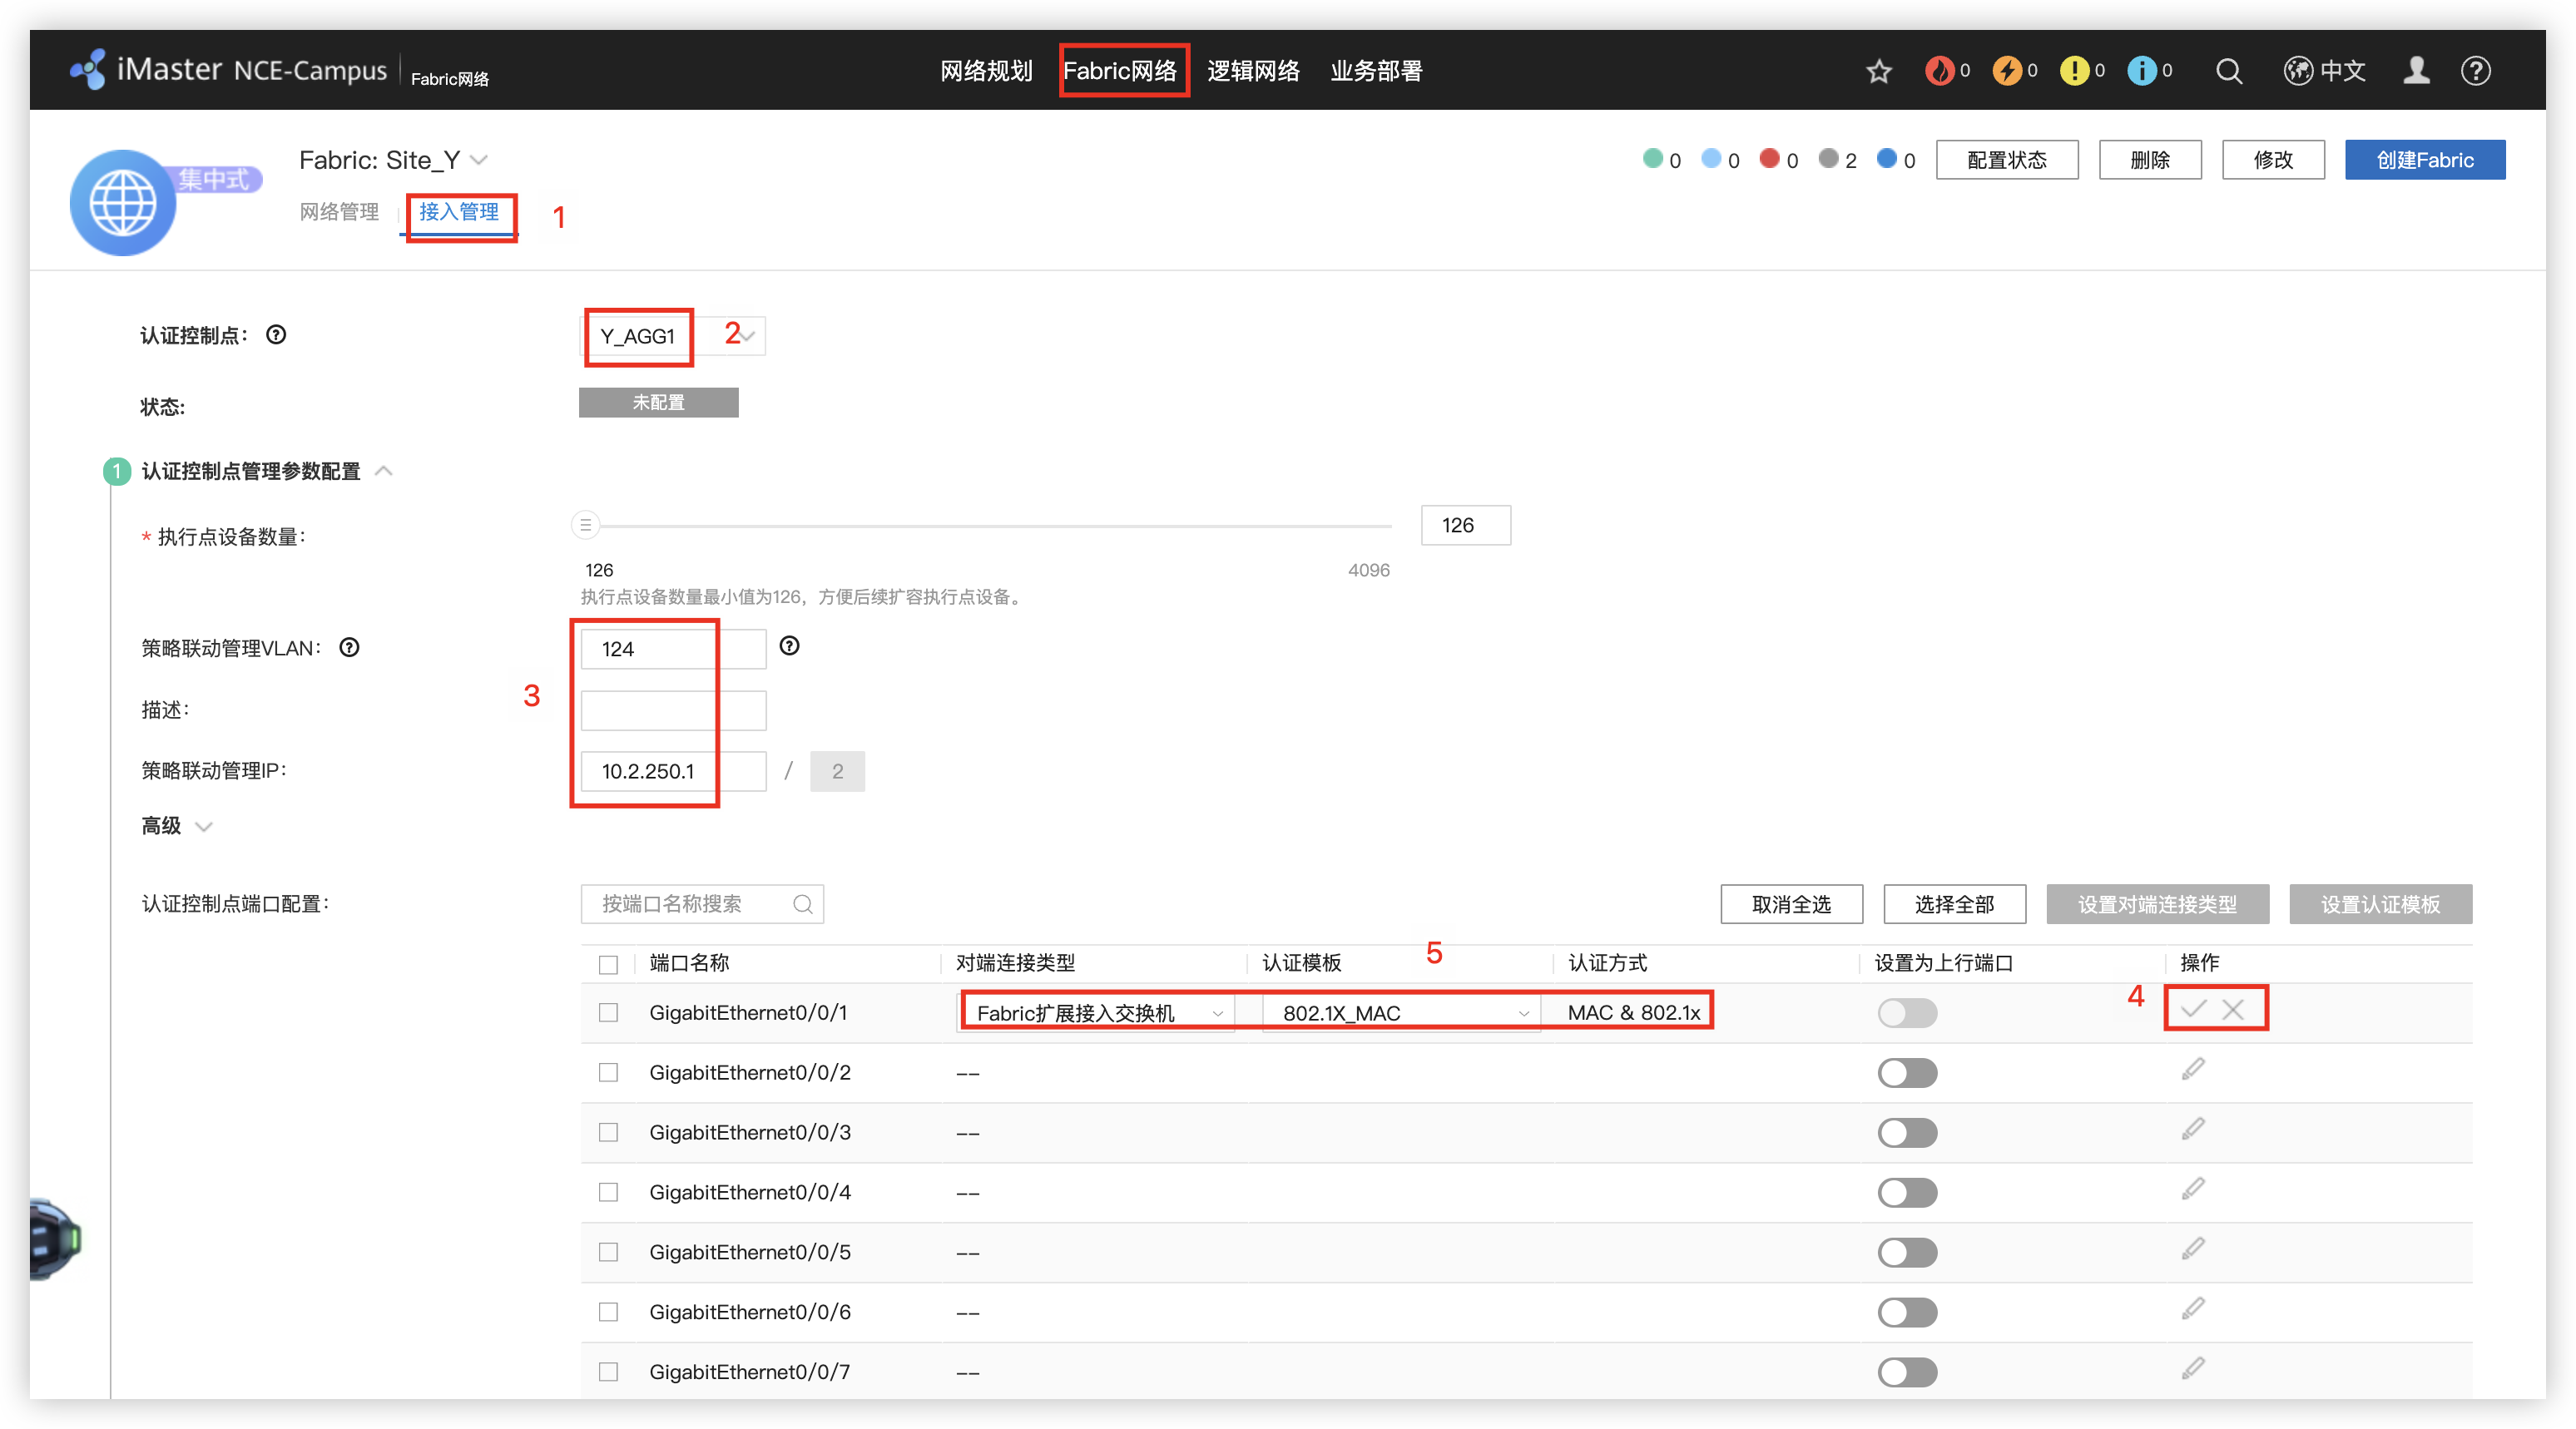 iMaster NCE-Campus Fabric网络 网络规划 Fabric网络 逻辑网络 业务部署 0 0 0 0 中文
集中式 Fabric: Site_Y 0 0 0 2 0 配置状态 删除 修改 创建Fabric
网络管理 接入管理 1
认证控制点: Y_AGG1 2
状态: 未配置
1 认证控制点管理参数配置
* 执行点设备数量: 126
126 4096
执行点设备数量最小值为126，方便后续扩容执行点设备。
策略联动管理VLAN: 124
3
描述:
策略联动管理IP: 10.2.250.1 / 2
高级
认证控制点端口配置: 按端口名称搜索 取消全选 选择全部 设置对端连接类型 设置认证模板
5
端口名称 对端连接类型 认证模板 认证方式 设置为上行端口 操作
4
GigabitEthernet0/0/1 Fabric扩展接入交换机 802.1X_MAC MAC & 802.1x
GigabitEthernet0/0/2 --
GigabitEthernet0/0/3 --
GigabitEthernet0/0/4 --
GigabitEthernet0/0/5 --
GigabitEthernet0/0/6 --
GigabitEthernet0/0/7 --